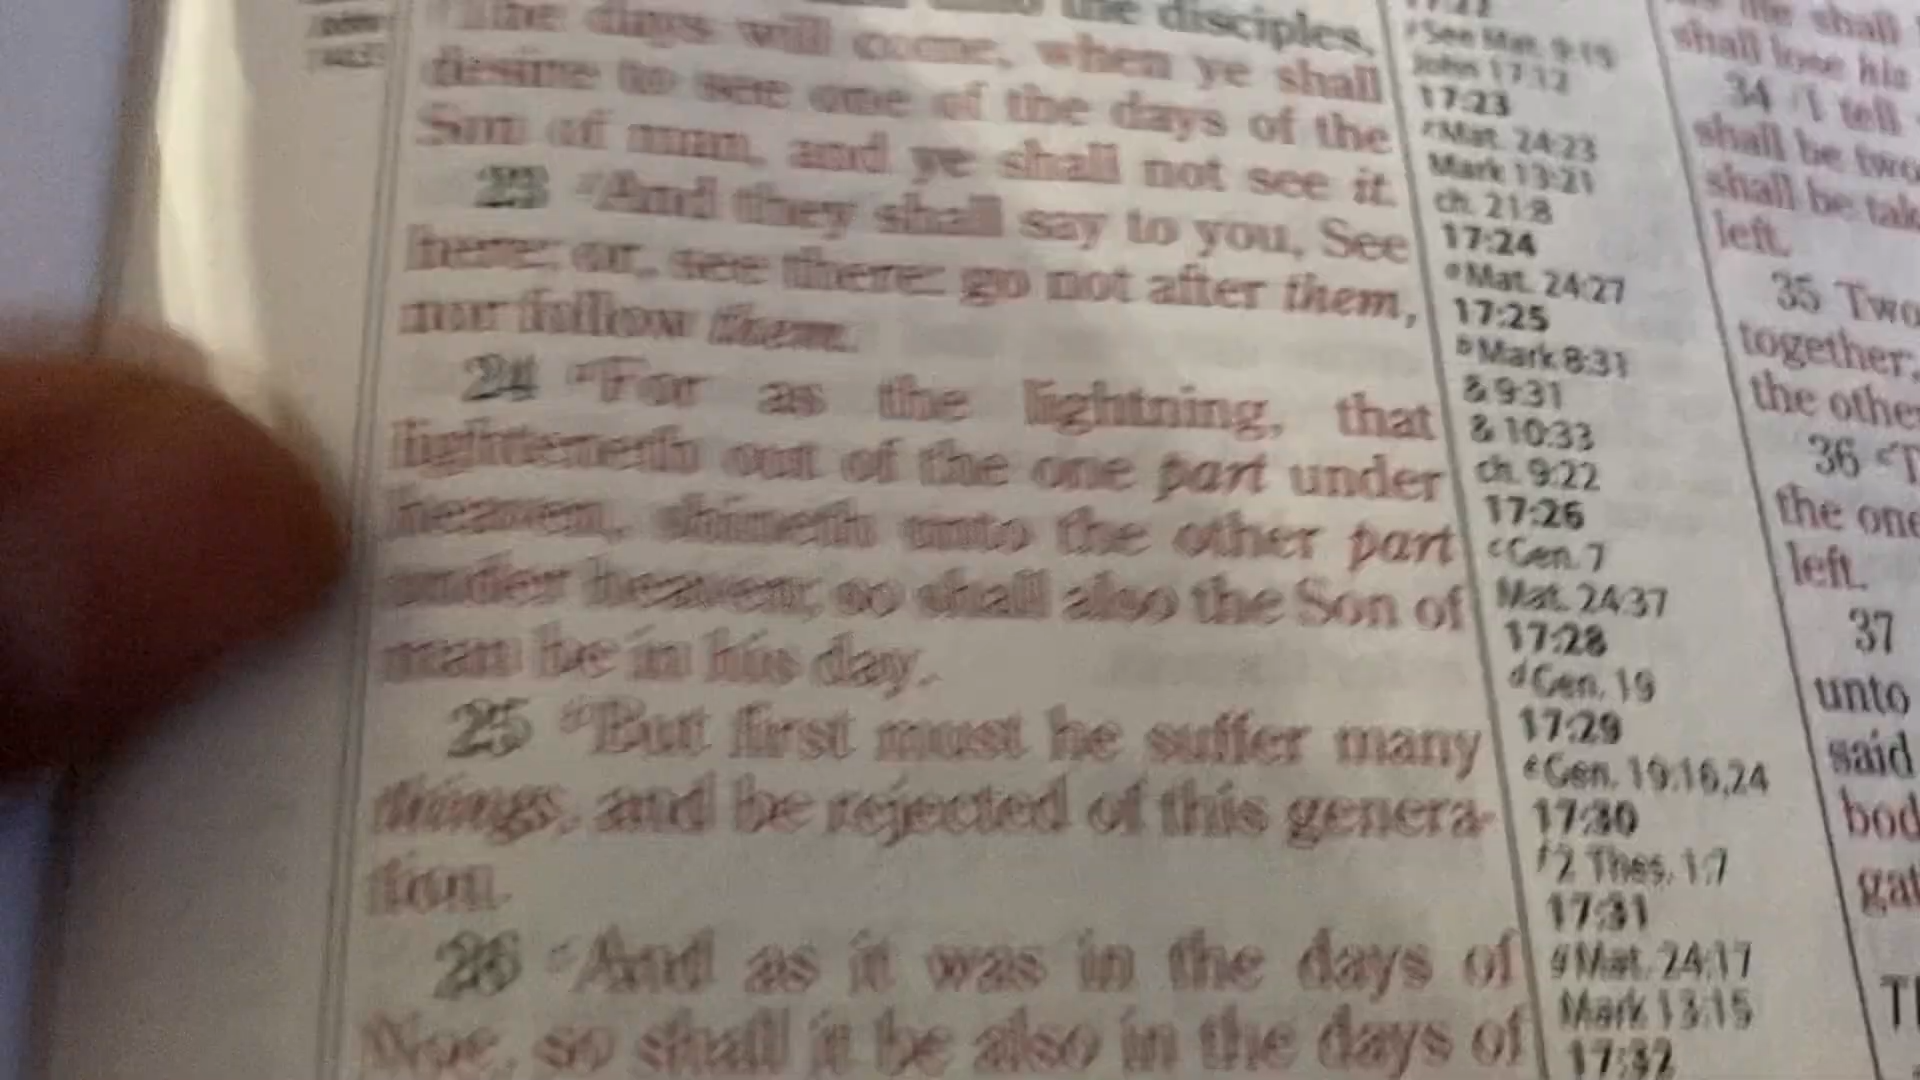 the disciples,
The days will come, when ye shall
desire to see one of the days of the
Son of man, and ye shall not see it.
23 And they shall say to you, See
here; or, see there: go not after them,
nor follow them.
24 For as the lightning, that
lighteneth out of the one part under
heaven, shineth unto the other part
under heaven; so shall also the Son of
man be in his day.
25 But first must he suffer many
things, and be rejected of this genera-
tion.
26 And as it was in the days of
Noe, so shall it be also in the days of
See Mat. 9:15
John 17:12
17:23
Mat. 24:23
Mark 13:21
ch. 21:8
17:24
a Mat. 24:27
17:25
b Mark 8:31
& 9:31
& 10:33
ch. 9:22
17:26
c Gen. 7
Mat. 24:37
17:28
d Gen. 19
17:29
e Gen. 19:16,24
17:30
f 2 Thes. 1:7
17:31
g Mat. 24:17
Mark 13:15
17:32
shall
shall lose his
34 I tell
shall be two
shall be
left.
35 Two
together;
the other
36
the one
left.
37
unto
said